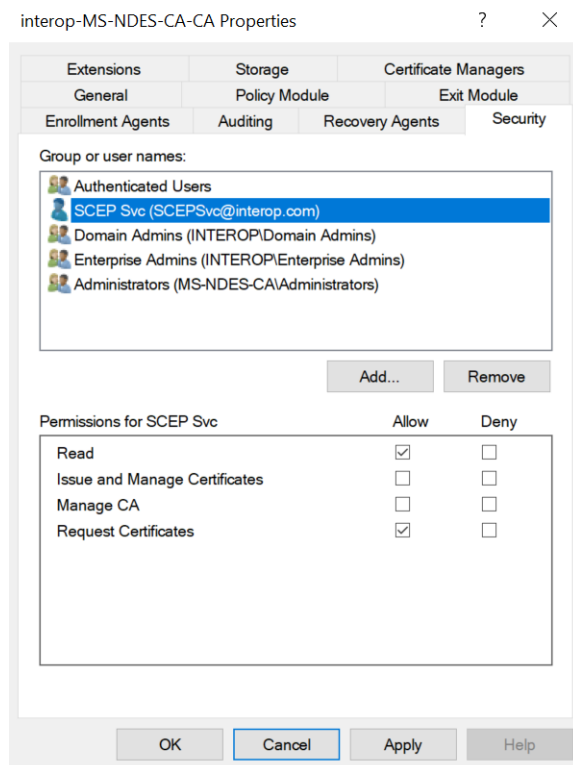 interop-MS-NDES-CA-CA Properties ?
Extensions Storage Certificate Managers
General Policy Module Exit Module
Enrollment Agents Auditing Recovery Agents Security
Group or user names:
Authenticated Users
SCEP Svc (SCEPSvc@interop.com)
Domain Admins (INTEROP\Domain Admins)
Enterprise Admins (INTEROP\Enterprise Admins)
Administrators (MS-NDES-CA\Administrators)
Add... Remove
Permissions for SCEP Svc Allow Deny
Read
Issue and Manage Certificates
Manage CA
Request Certificates
OK Cancel Apply Help